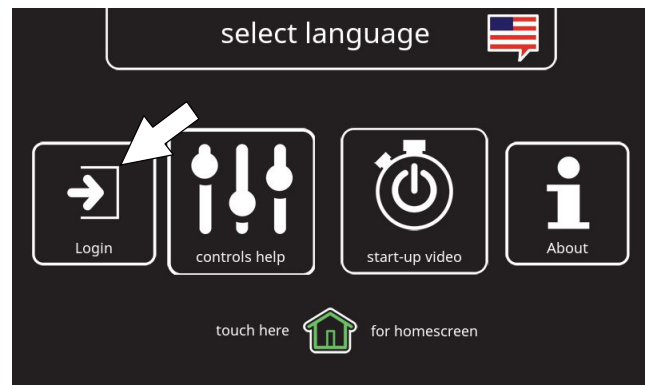 select language
Login
controls help
start-up video
About
touch here for homescreen